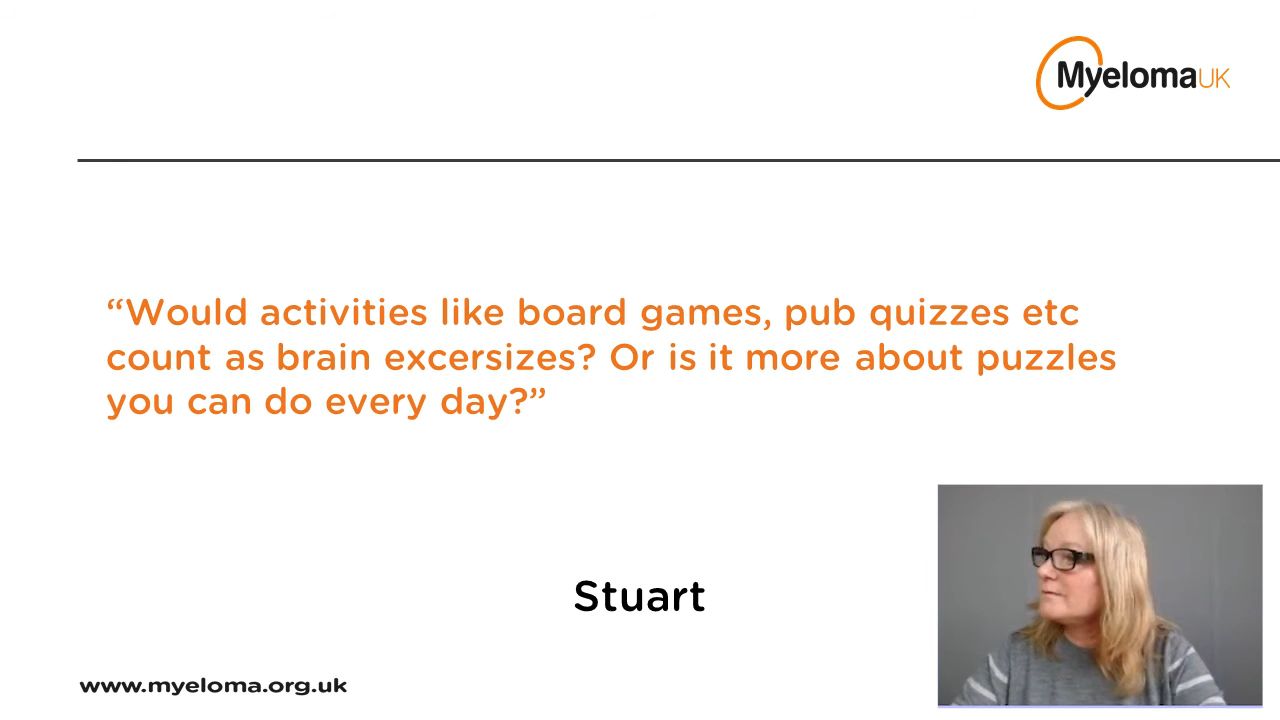 MyelomaUK
“Would activities like board games, pub quizzes etc
count as brain excersizes? Or is it more about puzzles
you can do every day?”
Stuart
www.myeloma.org.uk